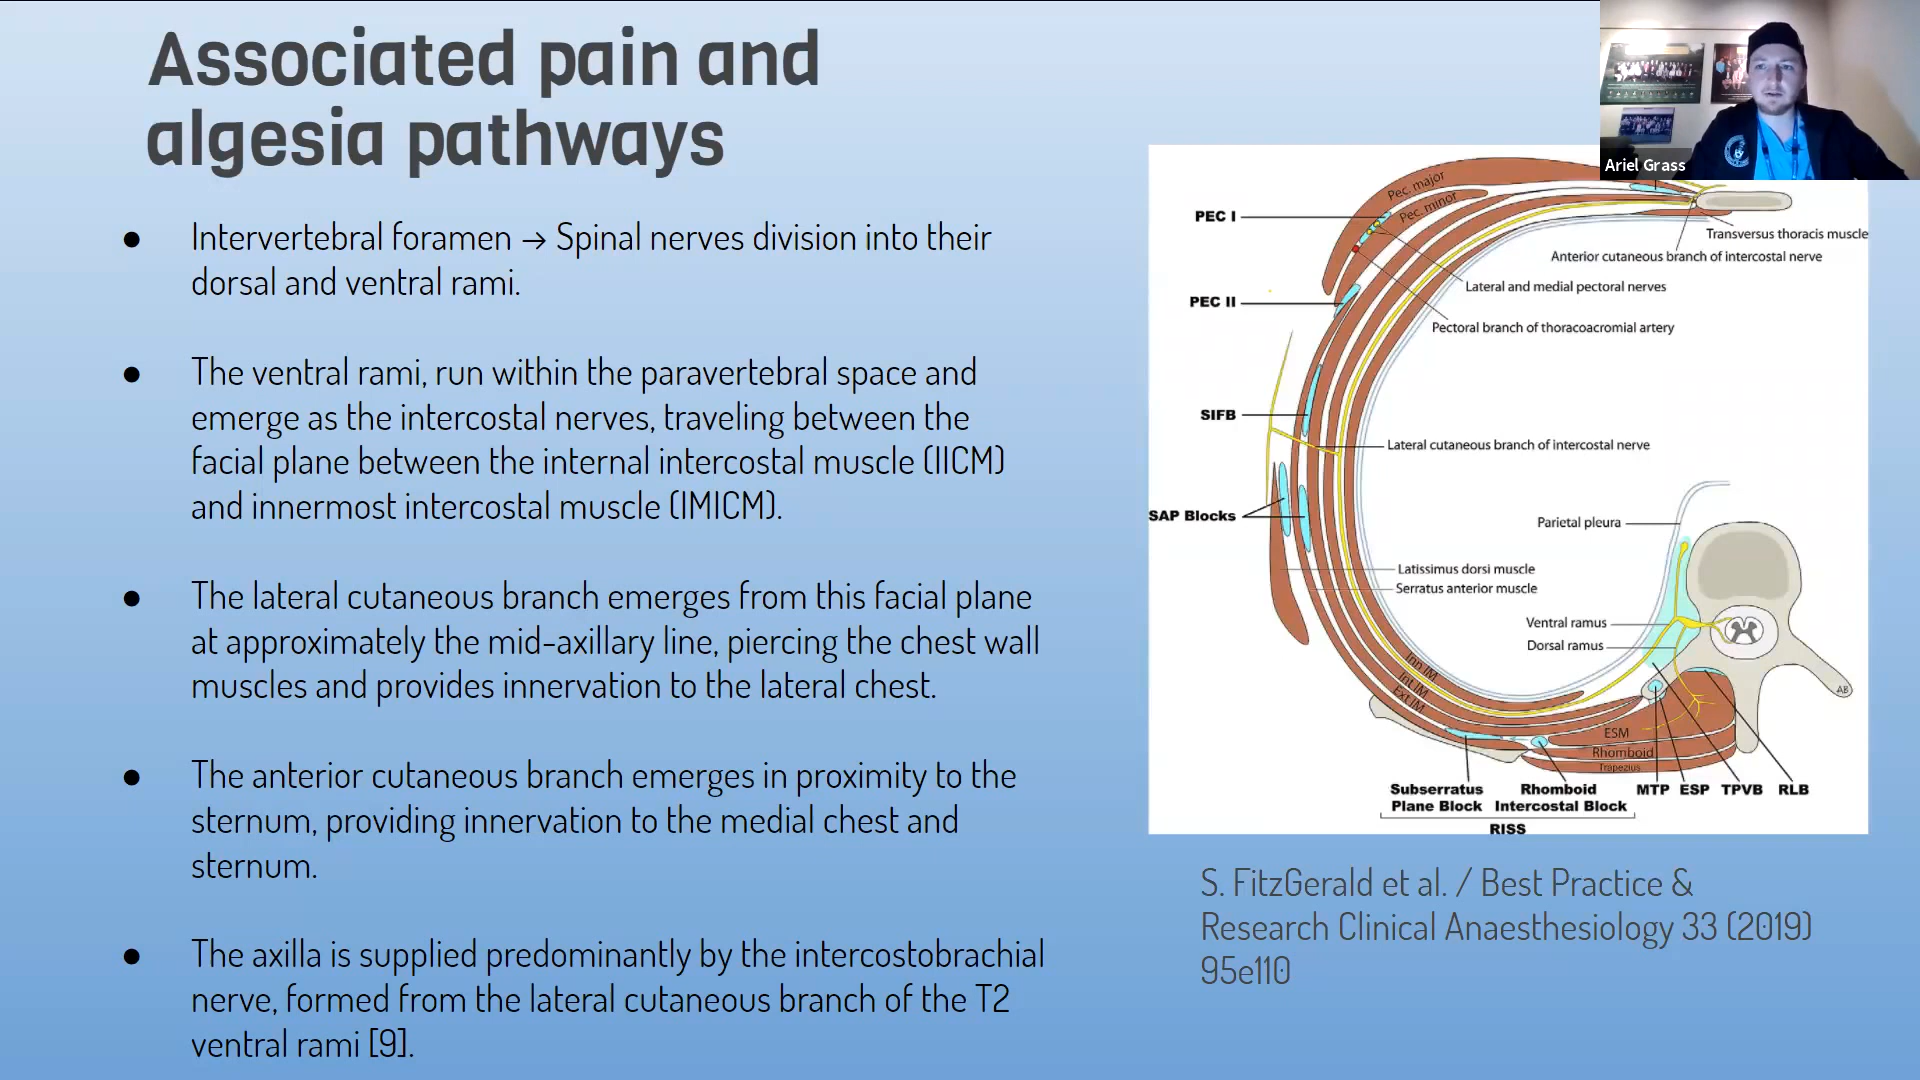 Associated pain and
algesia pathways
● Intervertebral foramen → Spinal nerves division into their
dorsal and ventral rami.
● The ventral rami, run within the paravertebral space and
emerge as the intercostal nerves, traveling between the
facial plane between the internal intercostal muscle (IICM)
and innermost intercostal muscle (IMICM).
● The lateral cutaneous branch emerges from this facial plane
at approximately the mid-axillary line, piercing the chest wall
muscles and provides innervation to the lateral chest.
● The anterior cutaneous branch emerges in proximity to the
sternum, providing innervation to the medial chest and
sternum.
● The axilla is supplied predominantly by the intercostobrachial
nerve, formed from the lateral cutaneous branch of the T2
ventral rami [9].
Ariel Grass
Pec. major
Pec. minor
PEC I
Transversus thoracis muscle
Anterior cutaneous branch of intercostal nerve
Lateral and medial pectoral nerves
PEC II
Pectoral branch of thoracoacromial artery
SIFB
Lateral cutaneous branch of intercostal nerve
SAP Blocks
Parietal pleura
Latissimus dorsi muscle
Serratus anterior muscle
Ventral ramus
Dorsal ramus
Inn IM
Int IM
Ext IM
AB
ESM
Rhomboid
Trapezius
Subserratus
Plane Block
Rhomboid
Intercostal Block
MTP
ESP
TPVB
RLB
RISS
S. FitzGerald et al. / Best Practice &
Research Clinical Anaesthesiology 33 (2019)
95e110